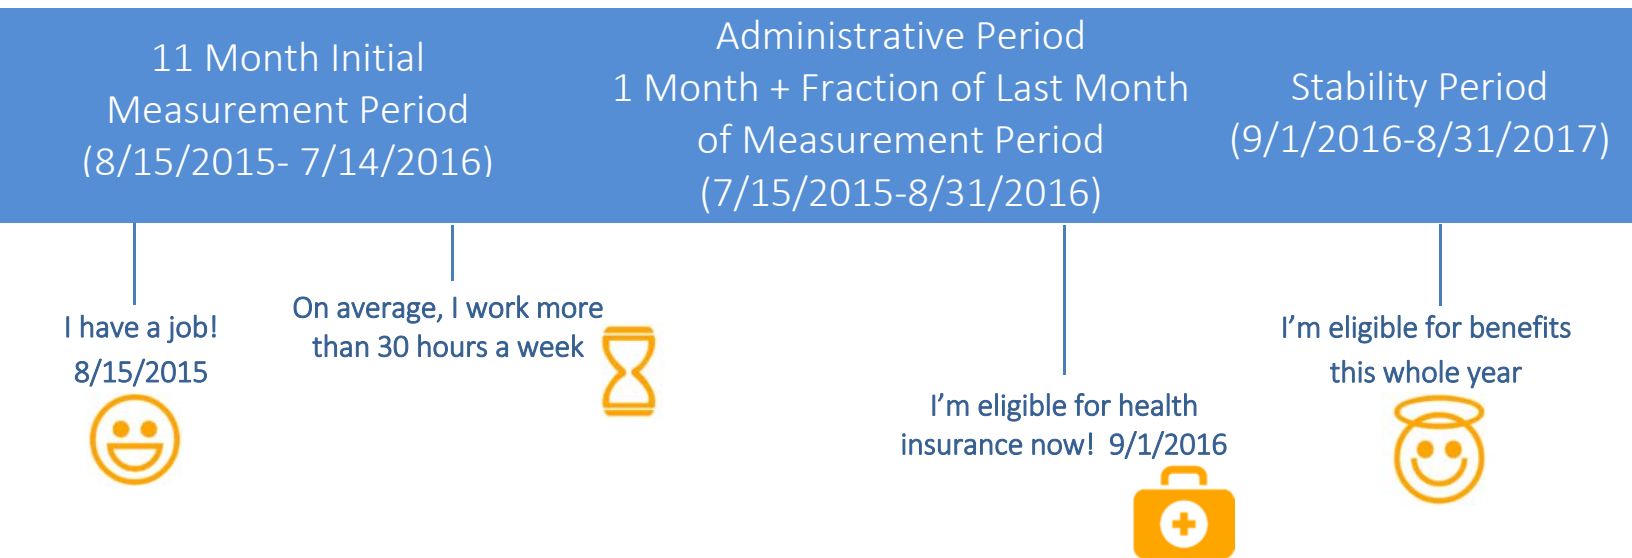 11 Month Initial
Measurement Period
(8/15/2015- 7/14/2016)
Administrative Period
1 Month + Fraction of Last Month
of Measurement Period
(7/15/2015-8/31/2016)
Stability Period
(9/1/2016-8/31/2017)
I have a job!
8/15/2015
On average, I work more
than 30 hours a week
I'm eligible for health
insurance now!  9/1/2016
I'm eligible for benefits
this whole year